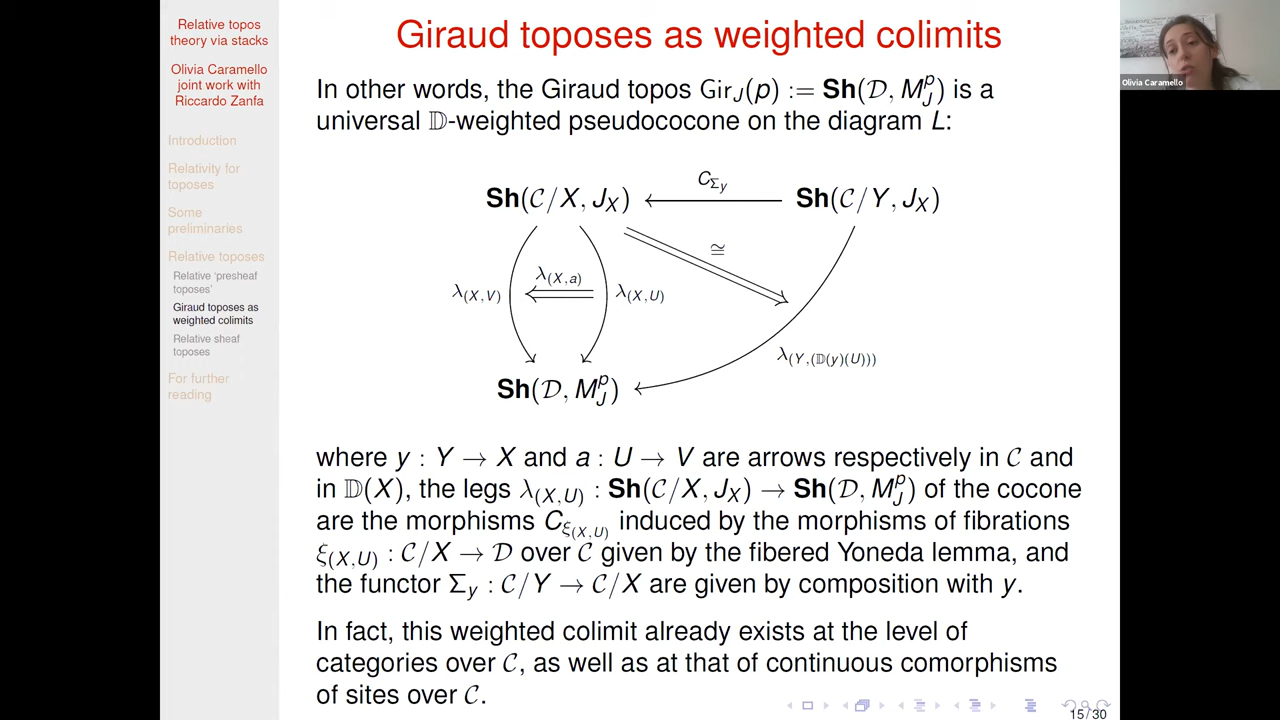 Relative topos
theory via stacks
Olivia Caramello
joint work with
Riccardo Zanfa
Introduction
Relativity for
toposes
Some
preliminaries
Relative toposes
Relative ‘presheaf
toposes’
Giraud toposes as
weighted colimits
Relative sheaf
toposes
For further
reading
Giraud toposes as weighted colimits
In other words, the Giraud topos Gir_J(p) := Sh(𝒟, M_J^p) is a
universal 𝔻-weighted pseudococone on the diagram L:
C_{Σ_y}
Sh(𝒞/X, J_X) Sh(𝒞/Y, J_X)
≅
λ_{(X,a)}
λ_{(X,V)} λ_{(X,U)}
λ_{(Y,(𝔻(y)(U)))}
Sh(𝒟, M_J^p)
where y : Y → X and a : U → V are arrows respectively in 𝒞 and
in 𝔻(X), the legs λ_{(X,U)} : Sh(𝒞/X, J_X) → Sh(𝒟, M_J^p) of the cocone
are the morphisms C_{ξ_{(X,U)}} induced by the morphisms of fibrations
ξ_{(X,U)} : 𝒞/X → 𝒟 over 𝒞 given by the fibered Yoneda lemma, and
the functor Σ_y : 𝒞/Y → 𝒞/X are given by composition with y.
In fact, this weighted colimit already exists at the level of
categories over 𝒞, as well as at that of continuous comorphisms
of sites over 𝒞.
15/30
Olivia Caramello